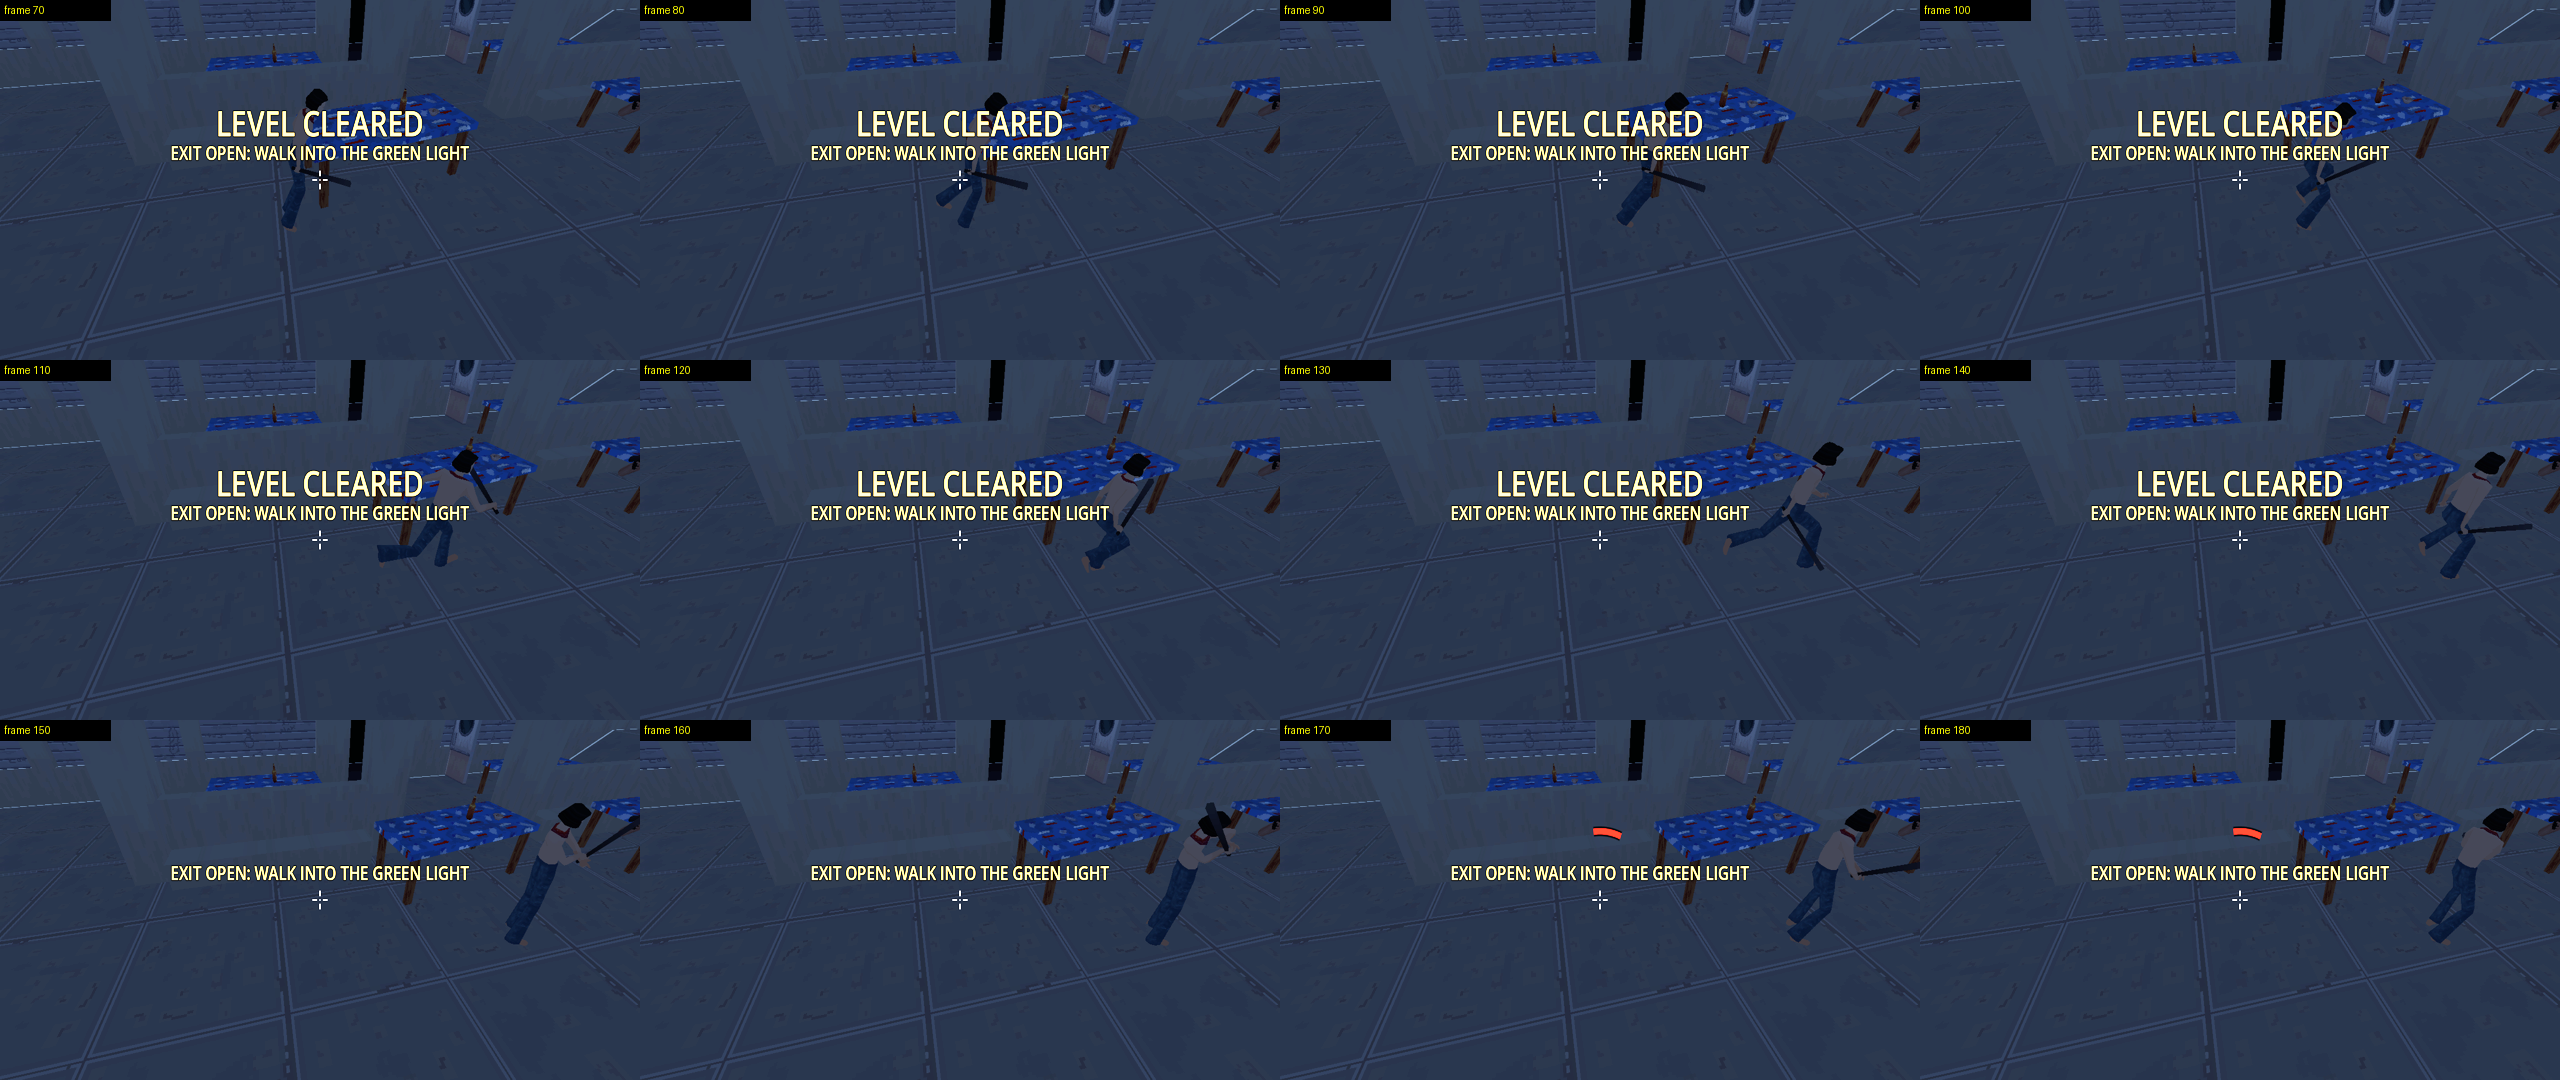 frame 70
frame 80
frame 90
frame 100
LEVEL CLEARED
LEVEL CLEARED
LEVEL CLEARED
LEVEL CLEARED
EXIT OPEN: WALK INTO THE GREEN LIGHT
EXIT OPEN: WALK INTO THE GREEN LIGHT
EXIT OPEN: WALK INTO THE GREEN LIGHT
EXIT OPEN: WALK INTO THE GREEN LIGHT
frame 110
frame 120
frame 130
frame 140
LEVEL CLEARED
LEVEL CLEARED
LEVEL CLEARED
LEVEL CLEARED
EXIT OPEN: WALK INTO THE GREEN LIGHT
EXIT OPEN: WALK INTO THE GREEN LIGHT
EXIT OPEN: WALK INTO THE GREEN LIGHT
EXIT OPEN: WALK INTO THE GREEN LIGHT
frame 150
frame 160
frame 170
frame 180
EXIT OPEN: WALK INTO THE GREEN LIGHT
EXIT OPEN: WALK INTO THE GREEN LIGHT
EXIT OPEN: WALK INTO THE GREEN LIGHT
EXIT OPEN: WALK INTO THE GREEN LIGHT